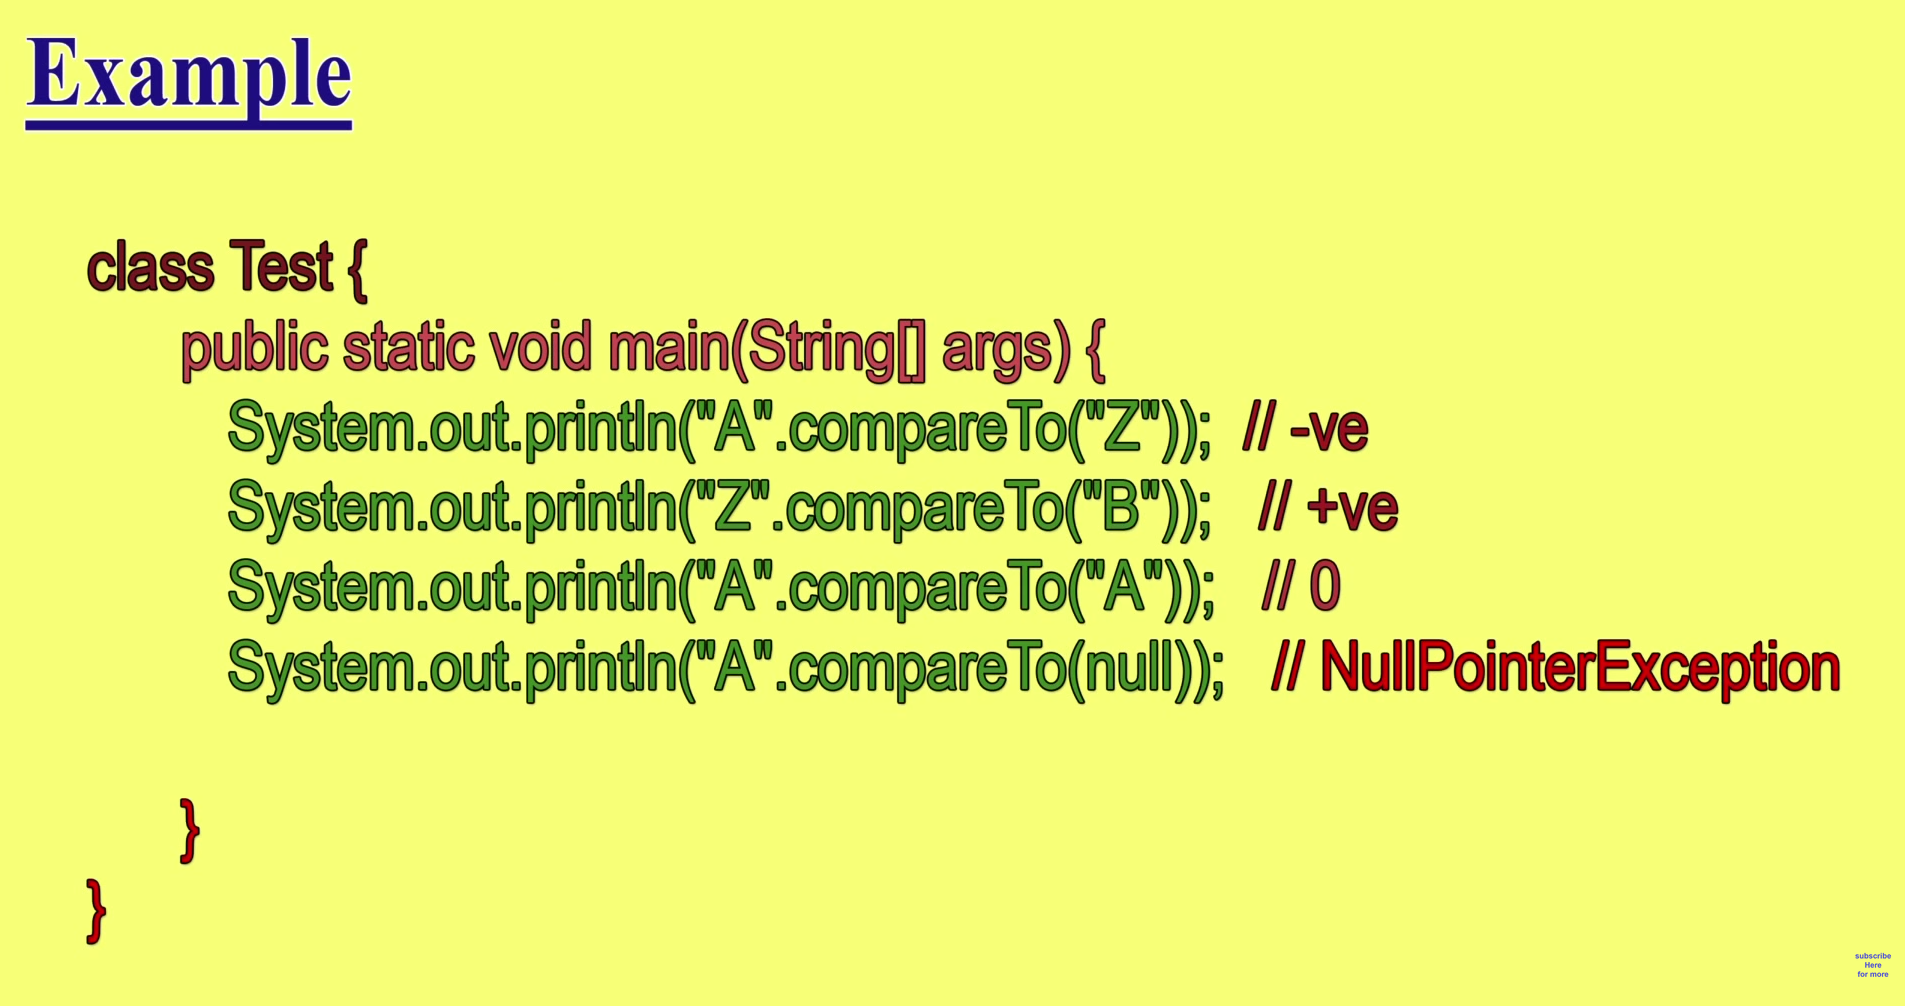 Example
class Test {
public static void main(String[] args) {
System.out.println("A".compareTo("Z"));  // -ve
System.out.println("Z".compareTo("B"));  // +ve
System.out.println("A".compareTo("A"));  // 0
System.out.println("A".compareTo(null));  // NullPointerException
}
}
subscribe
Here
for more